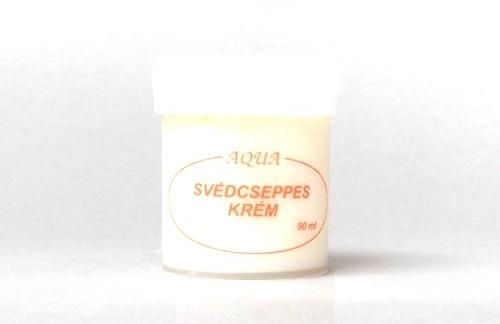 AQUA
SVÉDCSEPPES
KRÉM
90 ml